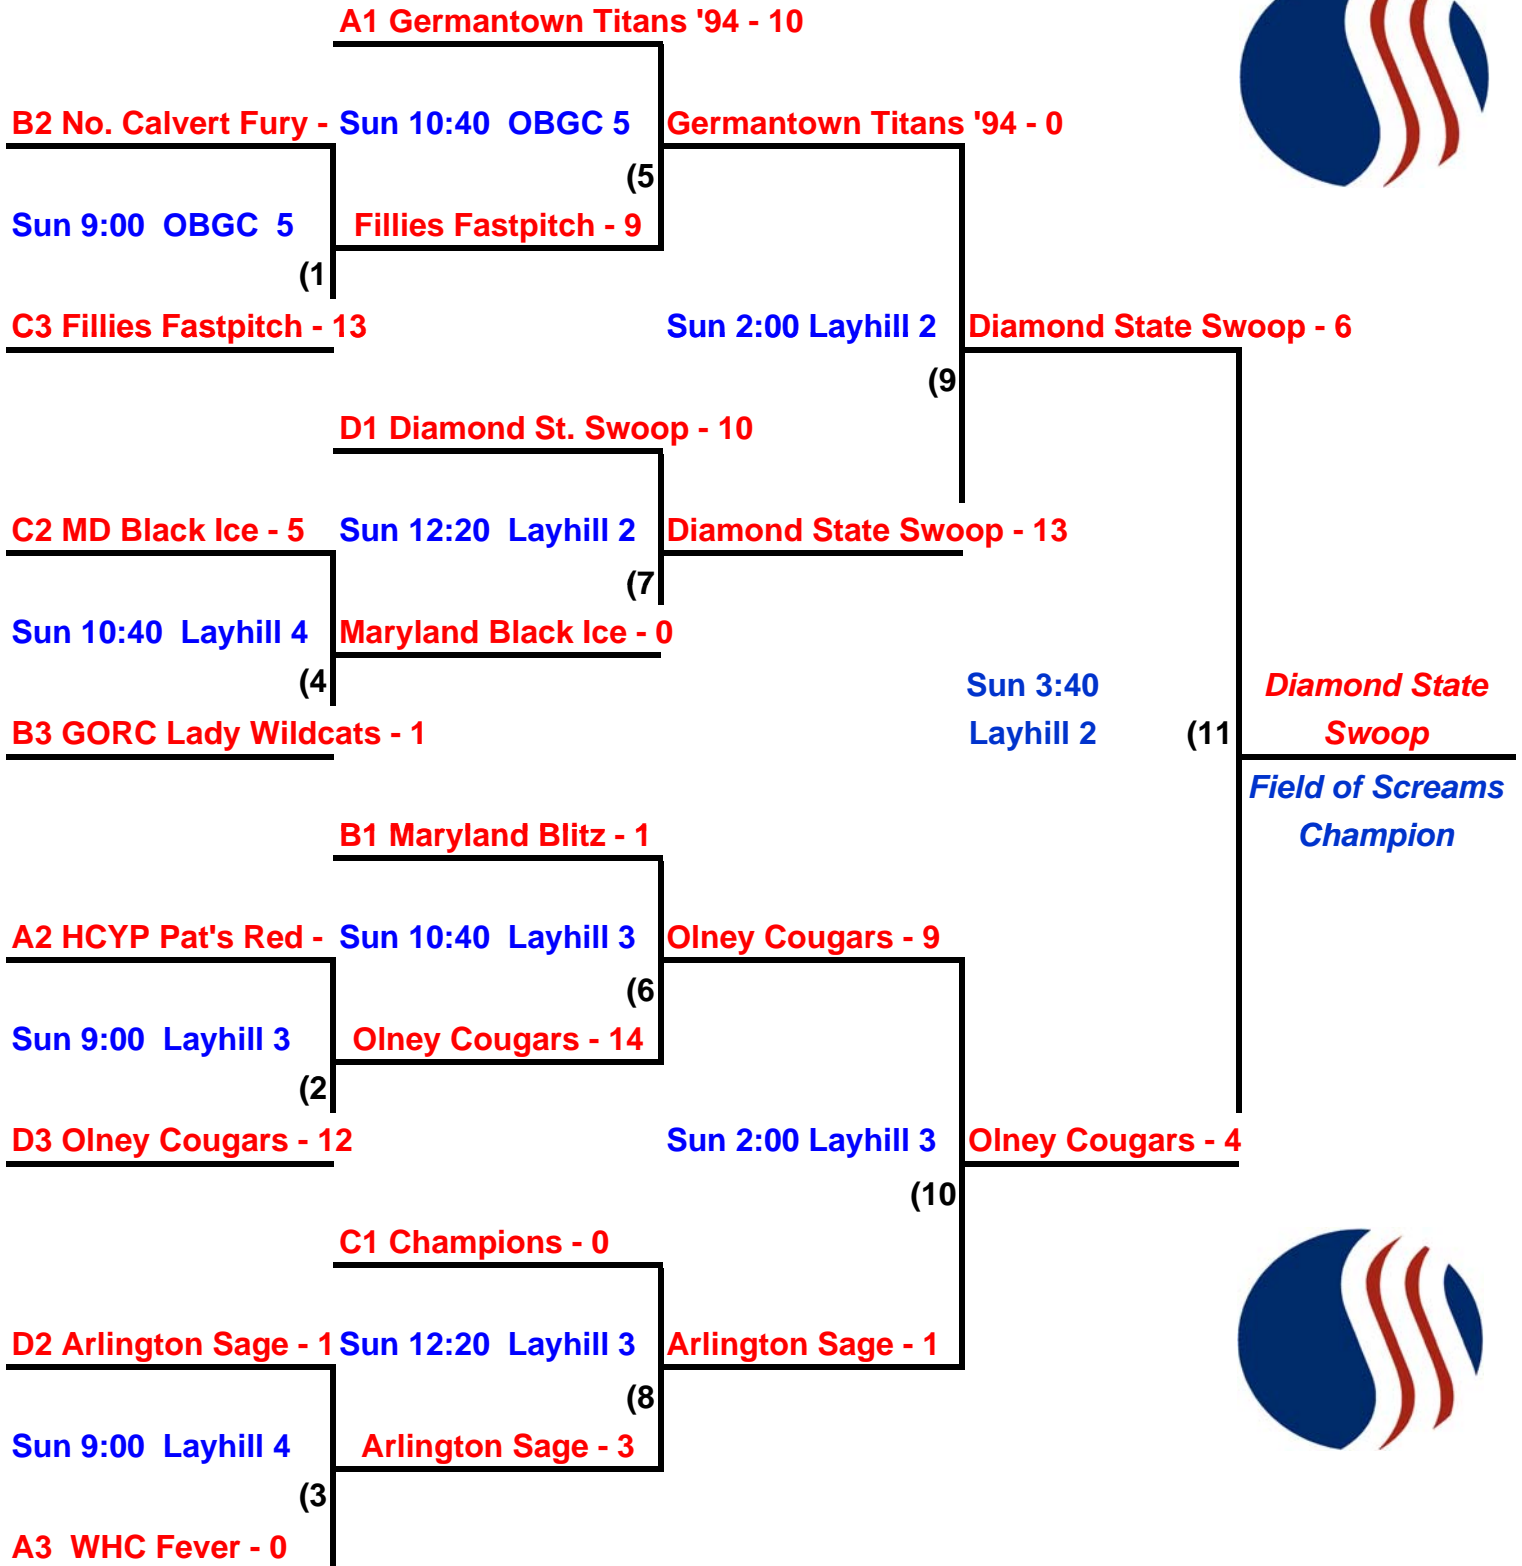 A1 Germantown Titans '94 - 10
B2 No. Calvert Fury - Sun 10:40 OBGC 5 Germantown Titans '94 - 0
(5
Sun 9:00 OBGC 5 Fillies Fastpitch - 9
(1
C3 Fillies Fastpitch - 13 Sun 2:00 Layhill 2 Diamond State Swoop - 6
(9
D1 Diamond St. Swoop - 10
C2 MD Black Ice - 5 Sun 12:20 Layhill 2 Diamond State Swoop - 13
(7
Sun 10:40 Layhill 4 Maryland Black Ice - 0
(4 Sun 3:40 Diamond State
B3 GORC Lady Wildcats - 1 Layhill 2 (11 Swoop
Field of Screams
B1 Maryland Blitz - 1 Champion
A2 HCYP Pat's Red - Sun 10:40 Layhill 3 Olney Cougars - 9
(6
Sun 9:00 Layhill 3 Olney Cougars - 14
(2
D3 Olney Cougars - 12 Sun 2:00 Layhill 3 Olney Cougars - 4
(10
C1 Champions - 0
D2 Arlington Sage - 1 Sun 12:20 Layhill 3 Arlington Sage - 1
(8
Sun 9:00 Layhill 4 Arlington Sage - 3
(3
A3 WHC Fever - 0